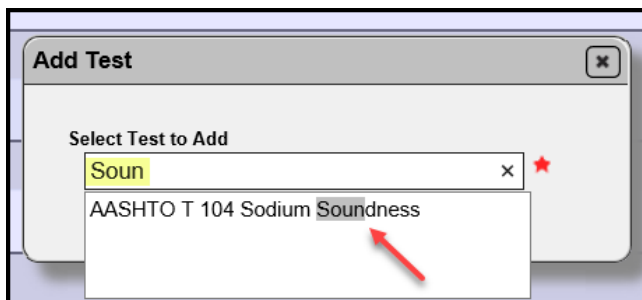 Add Test
Select Test to Add
Soun
AASHTO T 104 Sodium Soundness